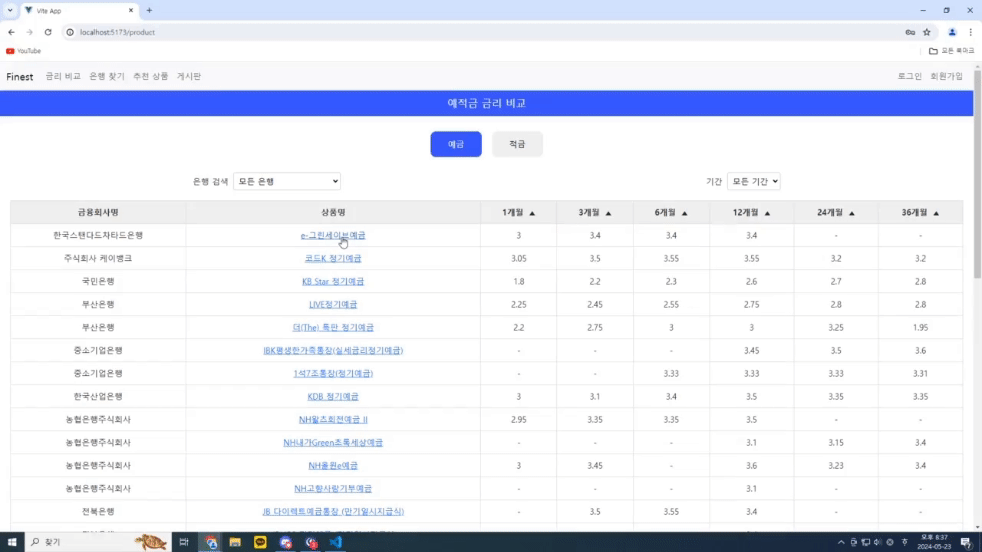 Vite App
localhost:5173/product
YouTube
모든 북마크
Finest 금리 비교 은행 찾기 추천 상품 게시판 로그인 회원가입
예적금 금리 비교
예금 적금
은행 검색 모든 은행 기간 모든 기간
금융회사명 상품명 1개월 ▲ 3개월 ▲ 6개월 ▲ 12개월 ▲ 24개월 ▲ 36개월 ▲
한국스탠다드차타드은행 e-그린세이브예금 3 3.4 3.4 3.4 - -
주식회사 케이뱅크 코드K 정기예금 3.05 3.5 3.55 3.55 3.2 3.2
국민은행 KB Star 정기예금 1.8 2.2 2.3 2.6 2.7 2.8
부산은행 LIVE정기예금 2.25 2.45 2.55 2.75 2.8 2.8
부산은행 더(The) 특판 정기예금 2.2 2.75 3 3 3.25 1.95
중소기업은행 IBK평생한가족통장(실세금리정기예금) - - - 3.45 3.5 3.6
중소기업은행 1석7조통장(정기예금) - - 3.33 3.33 3.33 3.31
한국산업은행 KDB 정기예금 3 3.1 3.4 3.5 3.35 3.35
농협은행주식회사 NH왈츠회전예금 II 2.95 3.35 3.35 3.5 - -
농협은행주식회사 NH내가Green초록세상예금 - - - 3.1 3.15 3.4
농협은행주식회사 NH올원e예금 3 3.45 - 3.6 3.23 3.4
농협은행주식회사 NH고향사랑기부예금 - - - 3.1 - -
전북은행 JB 다이렉트예금통장 (만기일시지급식) - 3.5 3.55 3.4 - -
찾기
오후 8:37
2024-05-23